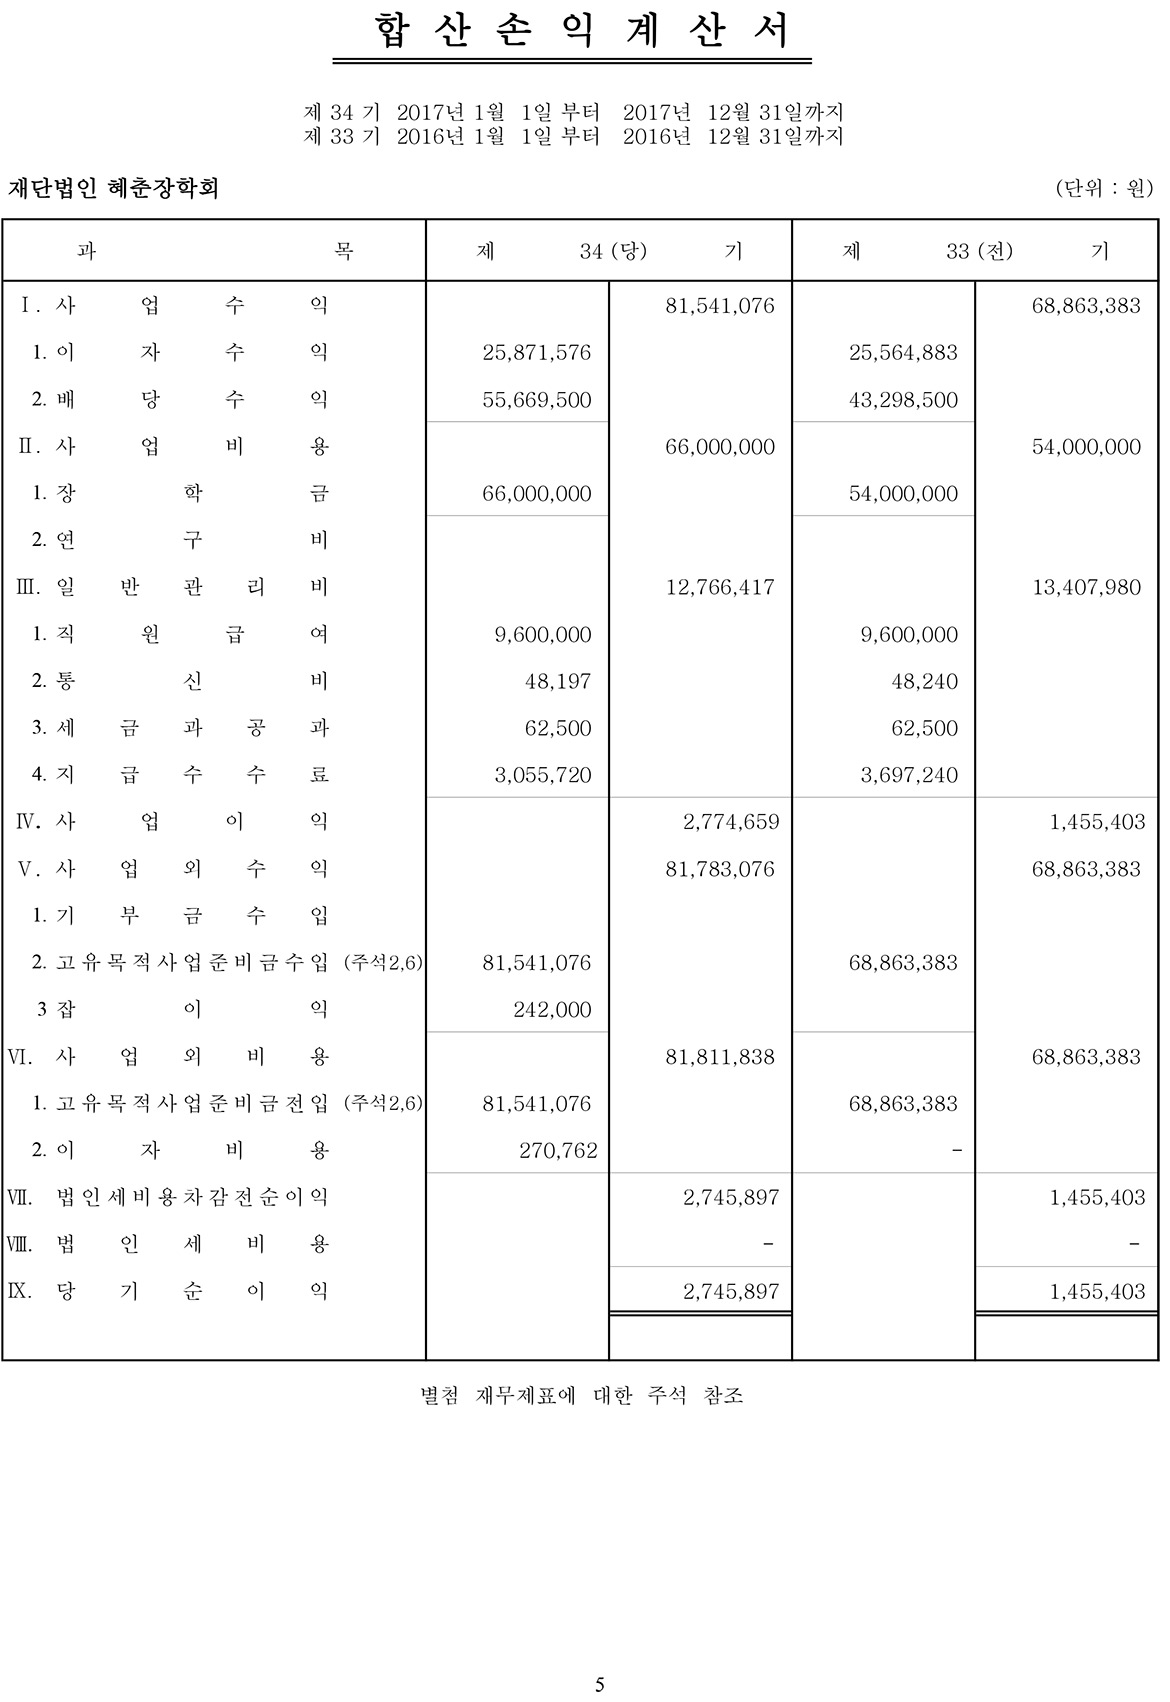 합 산 손 익 계 산 서
제 34 기 2017년 1월 1일 부터 2017년 12월 31일까지
제 33 기 2016년 1월 1일 부터 2016년 12월 31일까지
재단법인 혜춘장학회 (단위 : 원)
과 목 제 34 (당) 기 제 33 (전) 기
Ⅰ. 사 업 수 익 81,541,076 68,863,383
1. 이 자 수 익 25,871,576 25,564,883
2. 배 당 수 익 55,669,500 43,298,500
Ⅱ. 사 업 비 용 66,000,000 54,000,000
1. 장 학 금 66,000,000 54,000,000
2. 연 구 비
Ⅲ. 일 반 관 리 비 12,766,417 13,407,980
1. 직 원 급 여 9,600,000 9,600,000
2. 통 신 비 48,197 48,240
3. 세 금 과 공 과 62,500 62,500
4. 지 급 수 수 료 3,055,720 3,697,240
Ⅳ. 사 업 이 익 2,774,659 1,455,403
Ⅴ. 사 업 외 수 익 81,783,076 68,863,383
1. 기 부 금 수 입
2. 고유목적사업준비금수입 (주석2,6) 81,541,076 68,863,383
3 잡 이 익 242,000
Ⅵ. 사 업 외 비 용 81,811,838 68,863,383
1. 고유목적사업준비금전입 (주석2,6) 81,541,076 68,863,383
2. 이 자 비 용 270,762 -
Ⅶ. 법인세비용차감전순이익 2,745,897 1,455,403
Ⅷ. 법 인 세 비 용 - -
Ⅸ. 당 기 순 이 익 2,745,897 1,455,403
별첨 재무제표에 대한 주석 참조
5